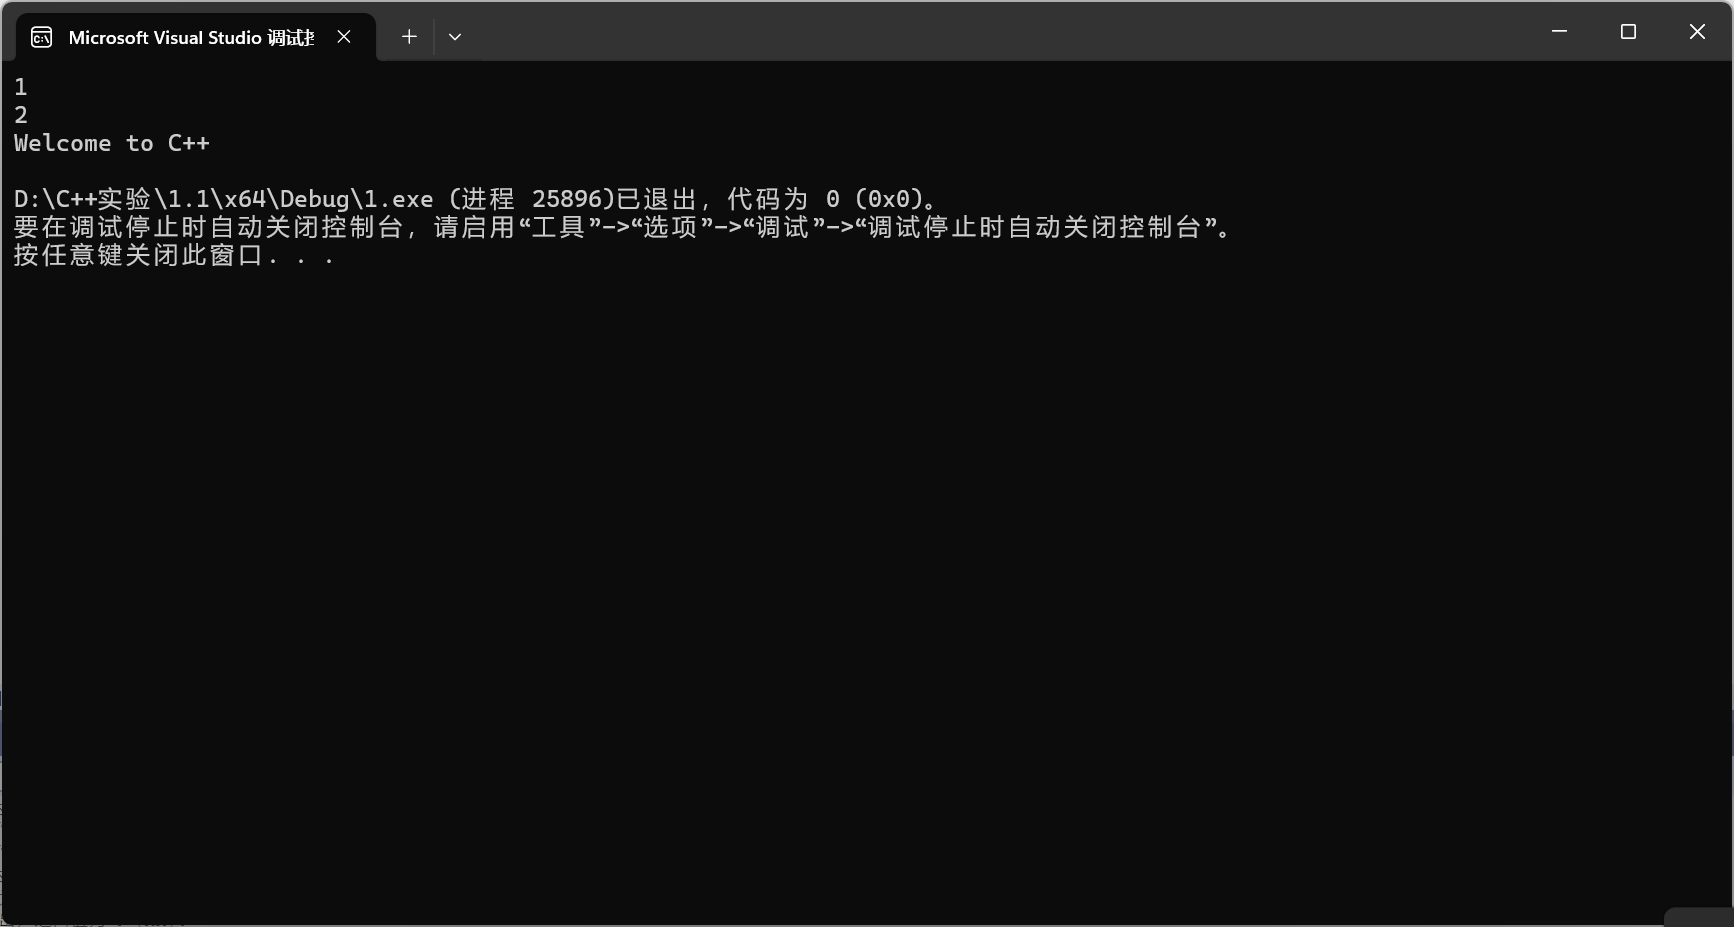 Microsoft Visual Studio 调试
1
2
Welcome to C++
D:\C++实验\1.1\x64\Debug\1.exe (进程 25896)已退出，代码为 0 (0x0)。
要在调试停止时自动关闭控制台，请启用“工具”->“选项”->“调试”->“调试停止时自动关闭控制台”。
按任意键关闭此窗口. . .